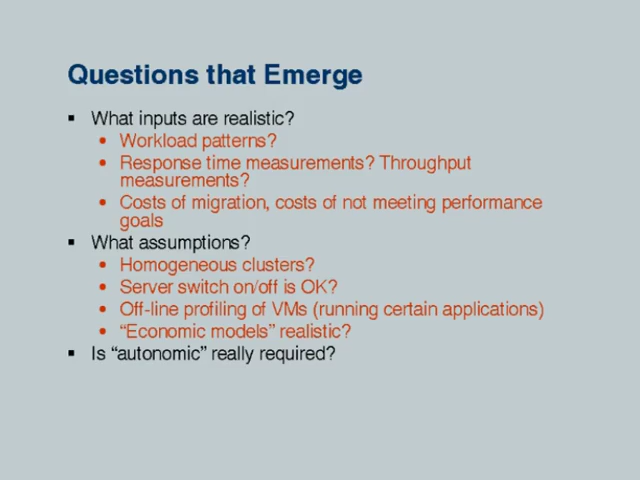 Questions that Emerge
▪ What inputs are realistic?
• Workload patterns?
• Response time measurements? Throughput
measurements?
• Costs of migration, costs of not meeting performance
goals
▪ What assumptions?
• Homogeneous clusters?
• Server switch on/off is OK?
• Off-line profiling of VMs (running certain applications)
• “Economic models” realistic?
▪ Is “autonomic” really required?